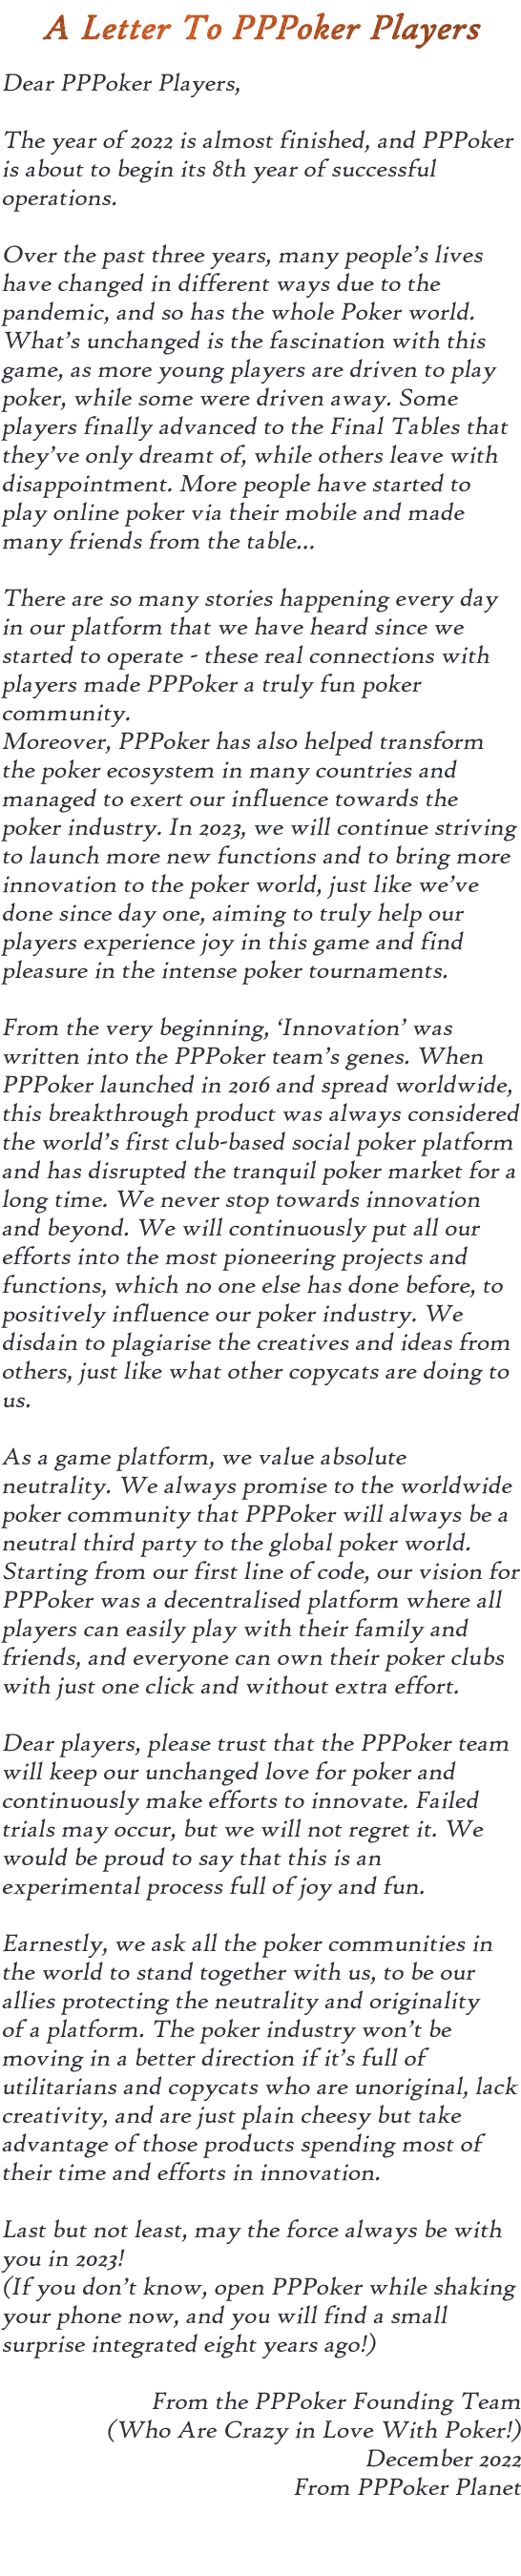 A Letter To PPPoker Players
Dear PPPoker Players,
The year of 2022 is almost finished, and PPPoker
is about to begin its 8th year of successful
operations.
Over the past three years, many people’s lives
have changed in different ways due to the
pandemic, and so has the whole Poker world.
What’s unchanged is the fascination with this
game, as more young players are driven to play
poker, while some were driven away. Some
players finally advanced to the Final Tables that
they’ve only dreamt of, while others leave with
disappointment. More people have started to
play online poker via their mobile and made
many friends from the table...
There are so many stories happening every day
in our platform that we have heard since we
started to operate - these real connections with
players made PPPoker a truly fun poker
community.
Moreover, PPPoker has also helped transform
the poker ecosystem in many countries and
managed to exert our influence towards the
poker industry. In 2023, we will continue striving
to launch more new functions and to bring more
innovation to the poker world, just like we’ve
done since day one, aiming to truly help our
players experience joy in this game and find
pleasure in the intense poker tournaments.
From the very beginning, ‘Innovation’ was
written into the PPPoker team’s genes. When
PPPoker launched in 2016 and spread worldwide,
this breakthrough product was always considered
the world’s first club-based social poker platform
and has disrupted the tranquil poker market for a
long time. We never stop towards innovation
and beyond. We will continuously put all our
efforts into the most pioneering projects and
functions, which no one else has done before, to
positively influence our poker industry. We
disdain to plagiarise the creatives and ideas from
others, just like what other copycats are doing to
us.
As a game platform, we value absolute
neutrality. We always promise to the worldwide
poker community that PPPoker will always be a
neutral third party to the global poker world.
Starting from our first line of code, our vision for
PPPoker was a decentralised platform where all
players can easily play with their family and
friends, and everyone can own their poker clubs
with just one click and without extra effort.
Dear players, please trust that the PPPoker team
will keep our unchanged love for poker and
continuously make efforts to innovate. Failed
trials may occur, but we will not regret it. We
would be proud to say that this is an
experimental process full of joy and fun.
Earnestly, we ask all the poker communities in
the world to stand together with us, to be our
allies protecting the neutrality and originality
of a platform. The poker industry won’t be
moving in a better direction if it’s full of
utilitarians and copycats who are unoriginal, lack
creativity, and are just plain cheesy but take
advantage of those products spending most of
their time and efforts in innovation.
Last but not least, may the force always be with
you in 2023!
(If you don’t know, open PPPoker while shaking
your phone now, and you will find a small
surprise integrated eight years ago!)
From the PPPoker Founding Team
(Who Are Crazy in Love With Poker!)
December 2022
From PPPoker Planet